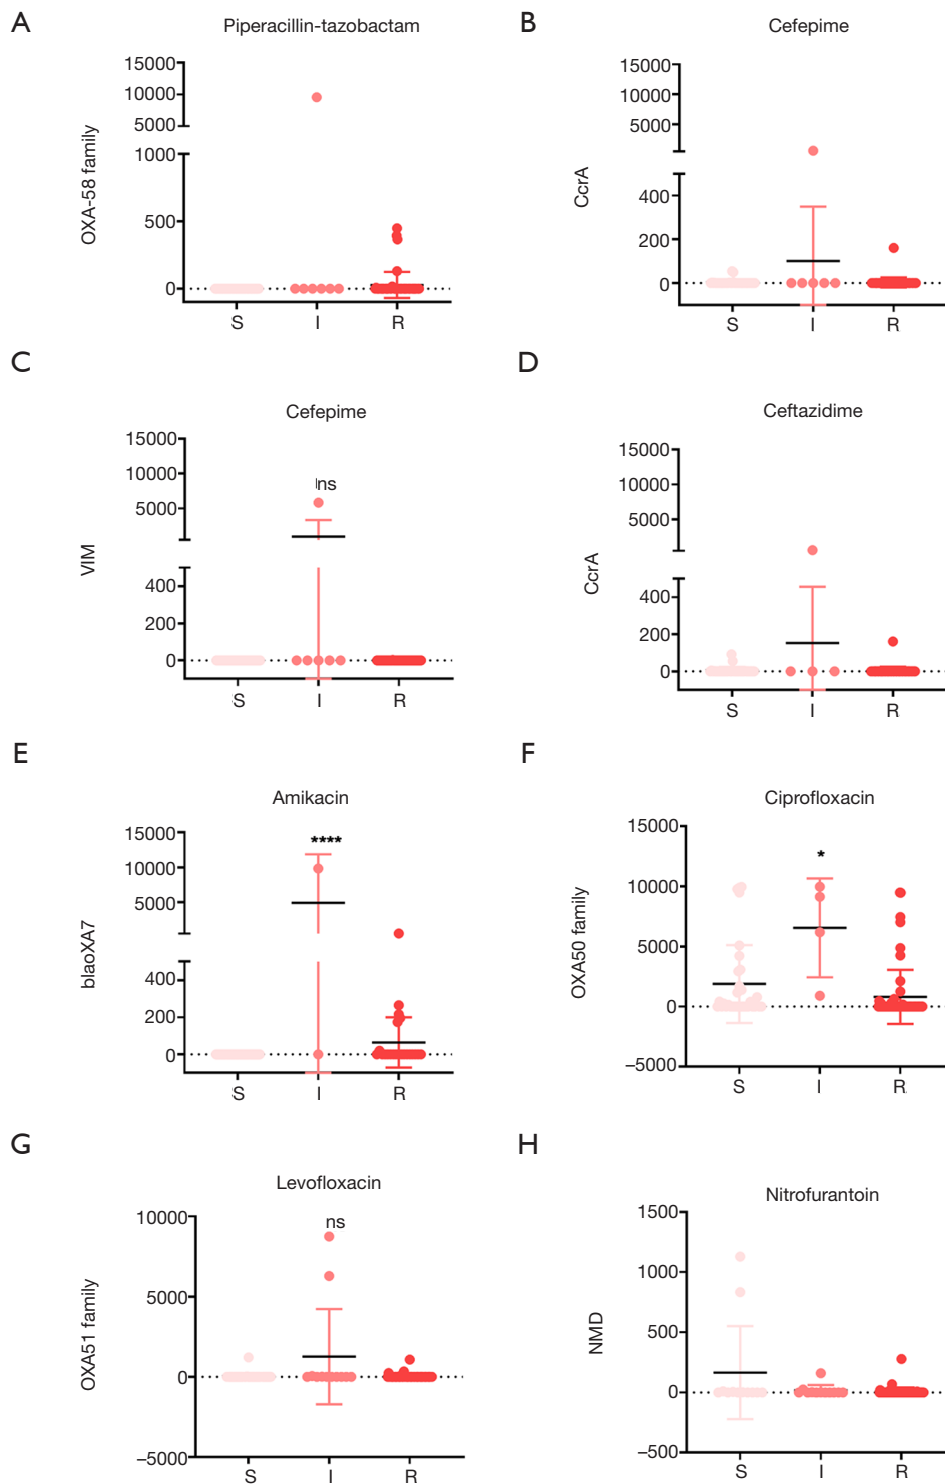 A
Piperacillin-tazobactam
OXA-58 family
15000
10000
5000
1000
500
0
S I R
B
Cefepime
CcrA
15000
10000
5000
400
200
0
S I R
C
Cefepime
VIM
15000
10000
5000
400
200
0
ns
S I R
D
Ceftazidime
CcrA
15000
10000
5000
400
200
0
S I R
E
Amikacin
blaoXA7
15000
10000
5000
400
200
0
****
S I R
F
Ciprofloxacin
OXA50 family
15000
10000
5000
0
–5000
*
S I R
G
Levofloxacin
OXA51 family
10000
5000
0
–5000
ns
S I R
H
Nitrofurantoin
NMD
1500
1000
500
0
–500
S I R